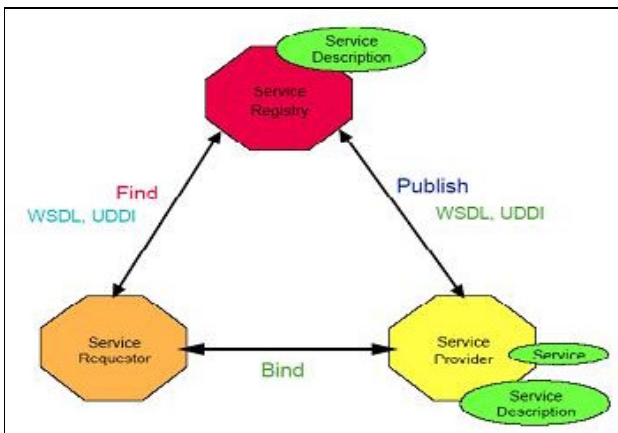 Service
Description
Service
Registry
Find
WSDL, UDDI
Publish
WSDL, UDDI
Service
Requestor
Bind
Service
Provider
Service
Service
Description